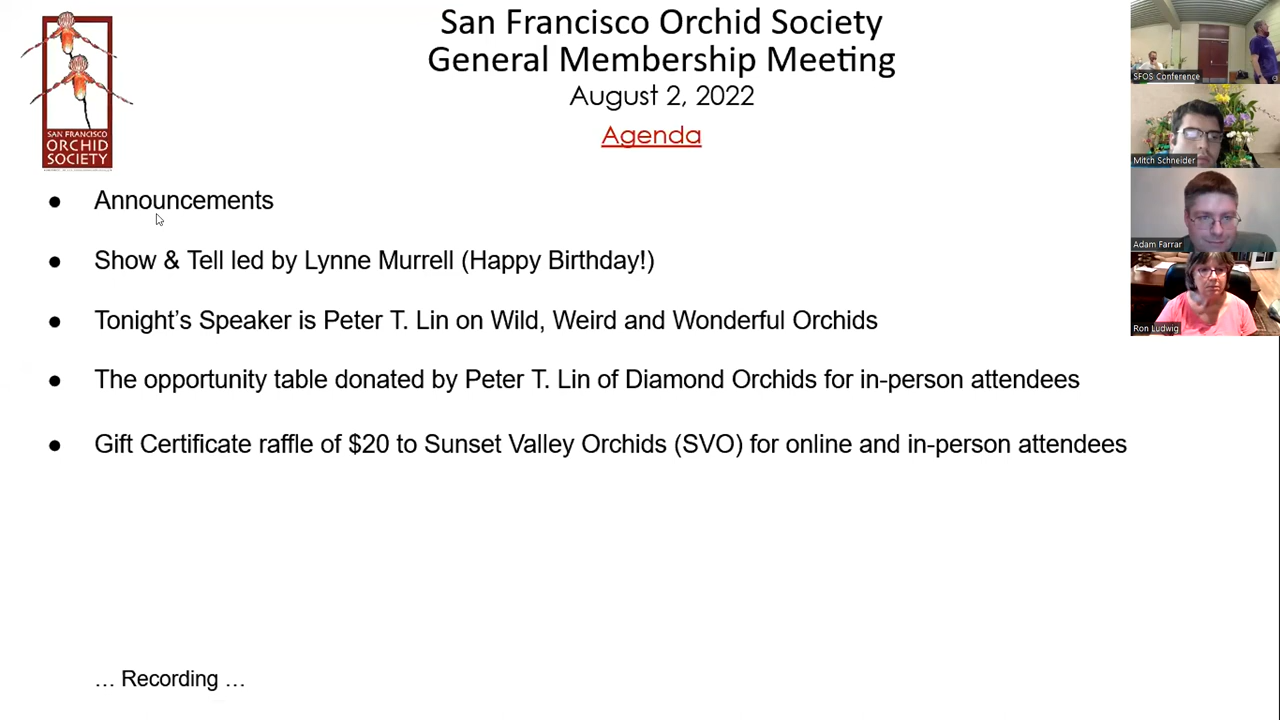 San Francisco Orchid Society
General Membership Meeting
August 2, 2022
Agenda
SAN FRANCISCO
ORCHID
SOCIETY
● Announcements
● Show & Tell led by Lynne Murrell (Happy Birthday!)
● Tonight’s Speaker is Peter T. Lin on Wild, Weird and Wonderful Orchids
● The opportunity table donated by Peter T. Lin of Diamond Orchids for in-person attendees
● Gift Certificate raffle of $20 to Sunset Valley Orchids (SVO) for online and in-person attendees
… Recording …
SFOS Conference
Mitch Schneider
Adam Farrar
Ron Ludwig